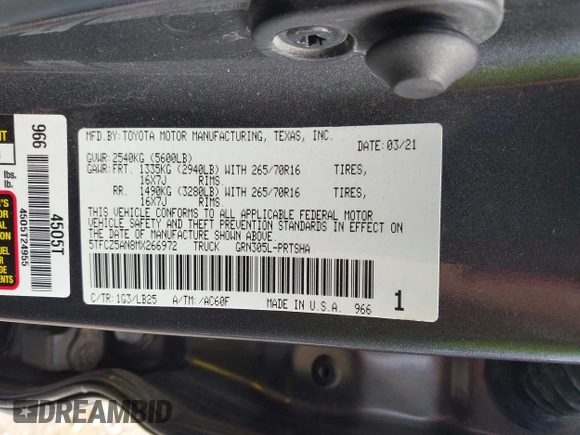 MFD.BY:TOYOTA MOTOR MANUFACTURING, TEXAS, INC.
DATE: 03/21
GVWR: 2540KG (5600LB)
GAWR:FRT. 1335KG (2940LB) WITH 265/70R16 TIRES,
16X7J RIMS.
RR. 1490KG (3280LB) WITH 265/70R16 TIRES,
16X7J RIMS.
THIS VEHICLE CONFORMS TO ALL APPLICABLE FEDERAL MOTOR
VEHICLE SAFETY, BUMPER, AND THEFT PREVENTION STANDARDS IN EFFECT ON
THE DATE OF MANUFACTURE SHOWN ABOVE.
5TFCZ5AN8MX266972 TRUCK GRN305L-PRTSHA
C/TR:1G3/LB25 A/TM:-/AC60F MADE IN U.S.A. 966
1
966
4505T
4505124965
lbs.
lb.
DREAMBID